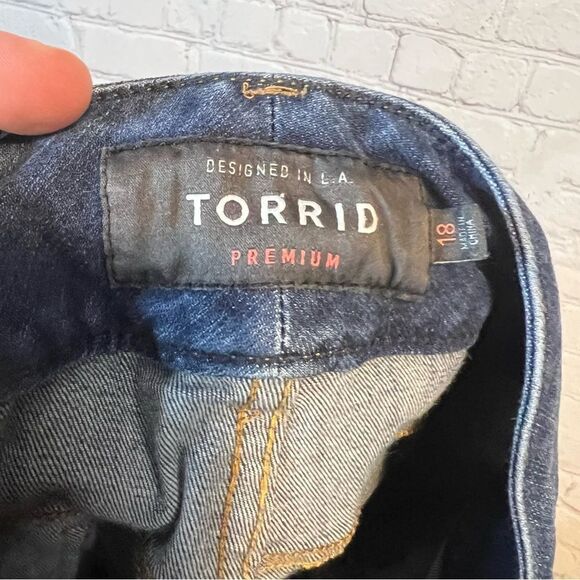 DESIGNED IN L.A.
TORRID
PREMIUM
18
MADE IN
CHINA